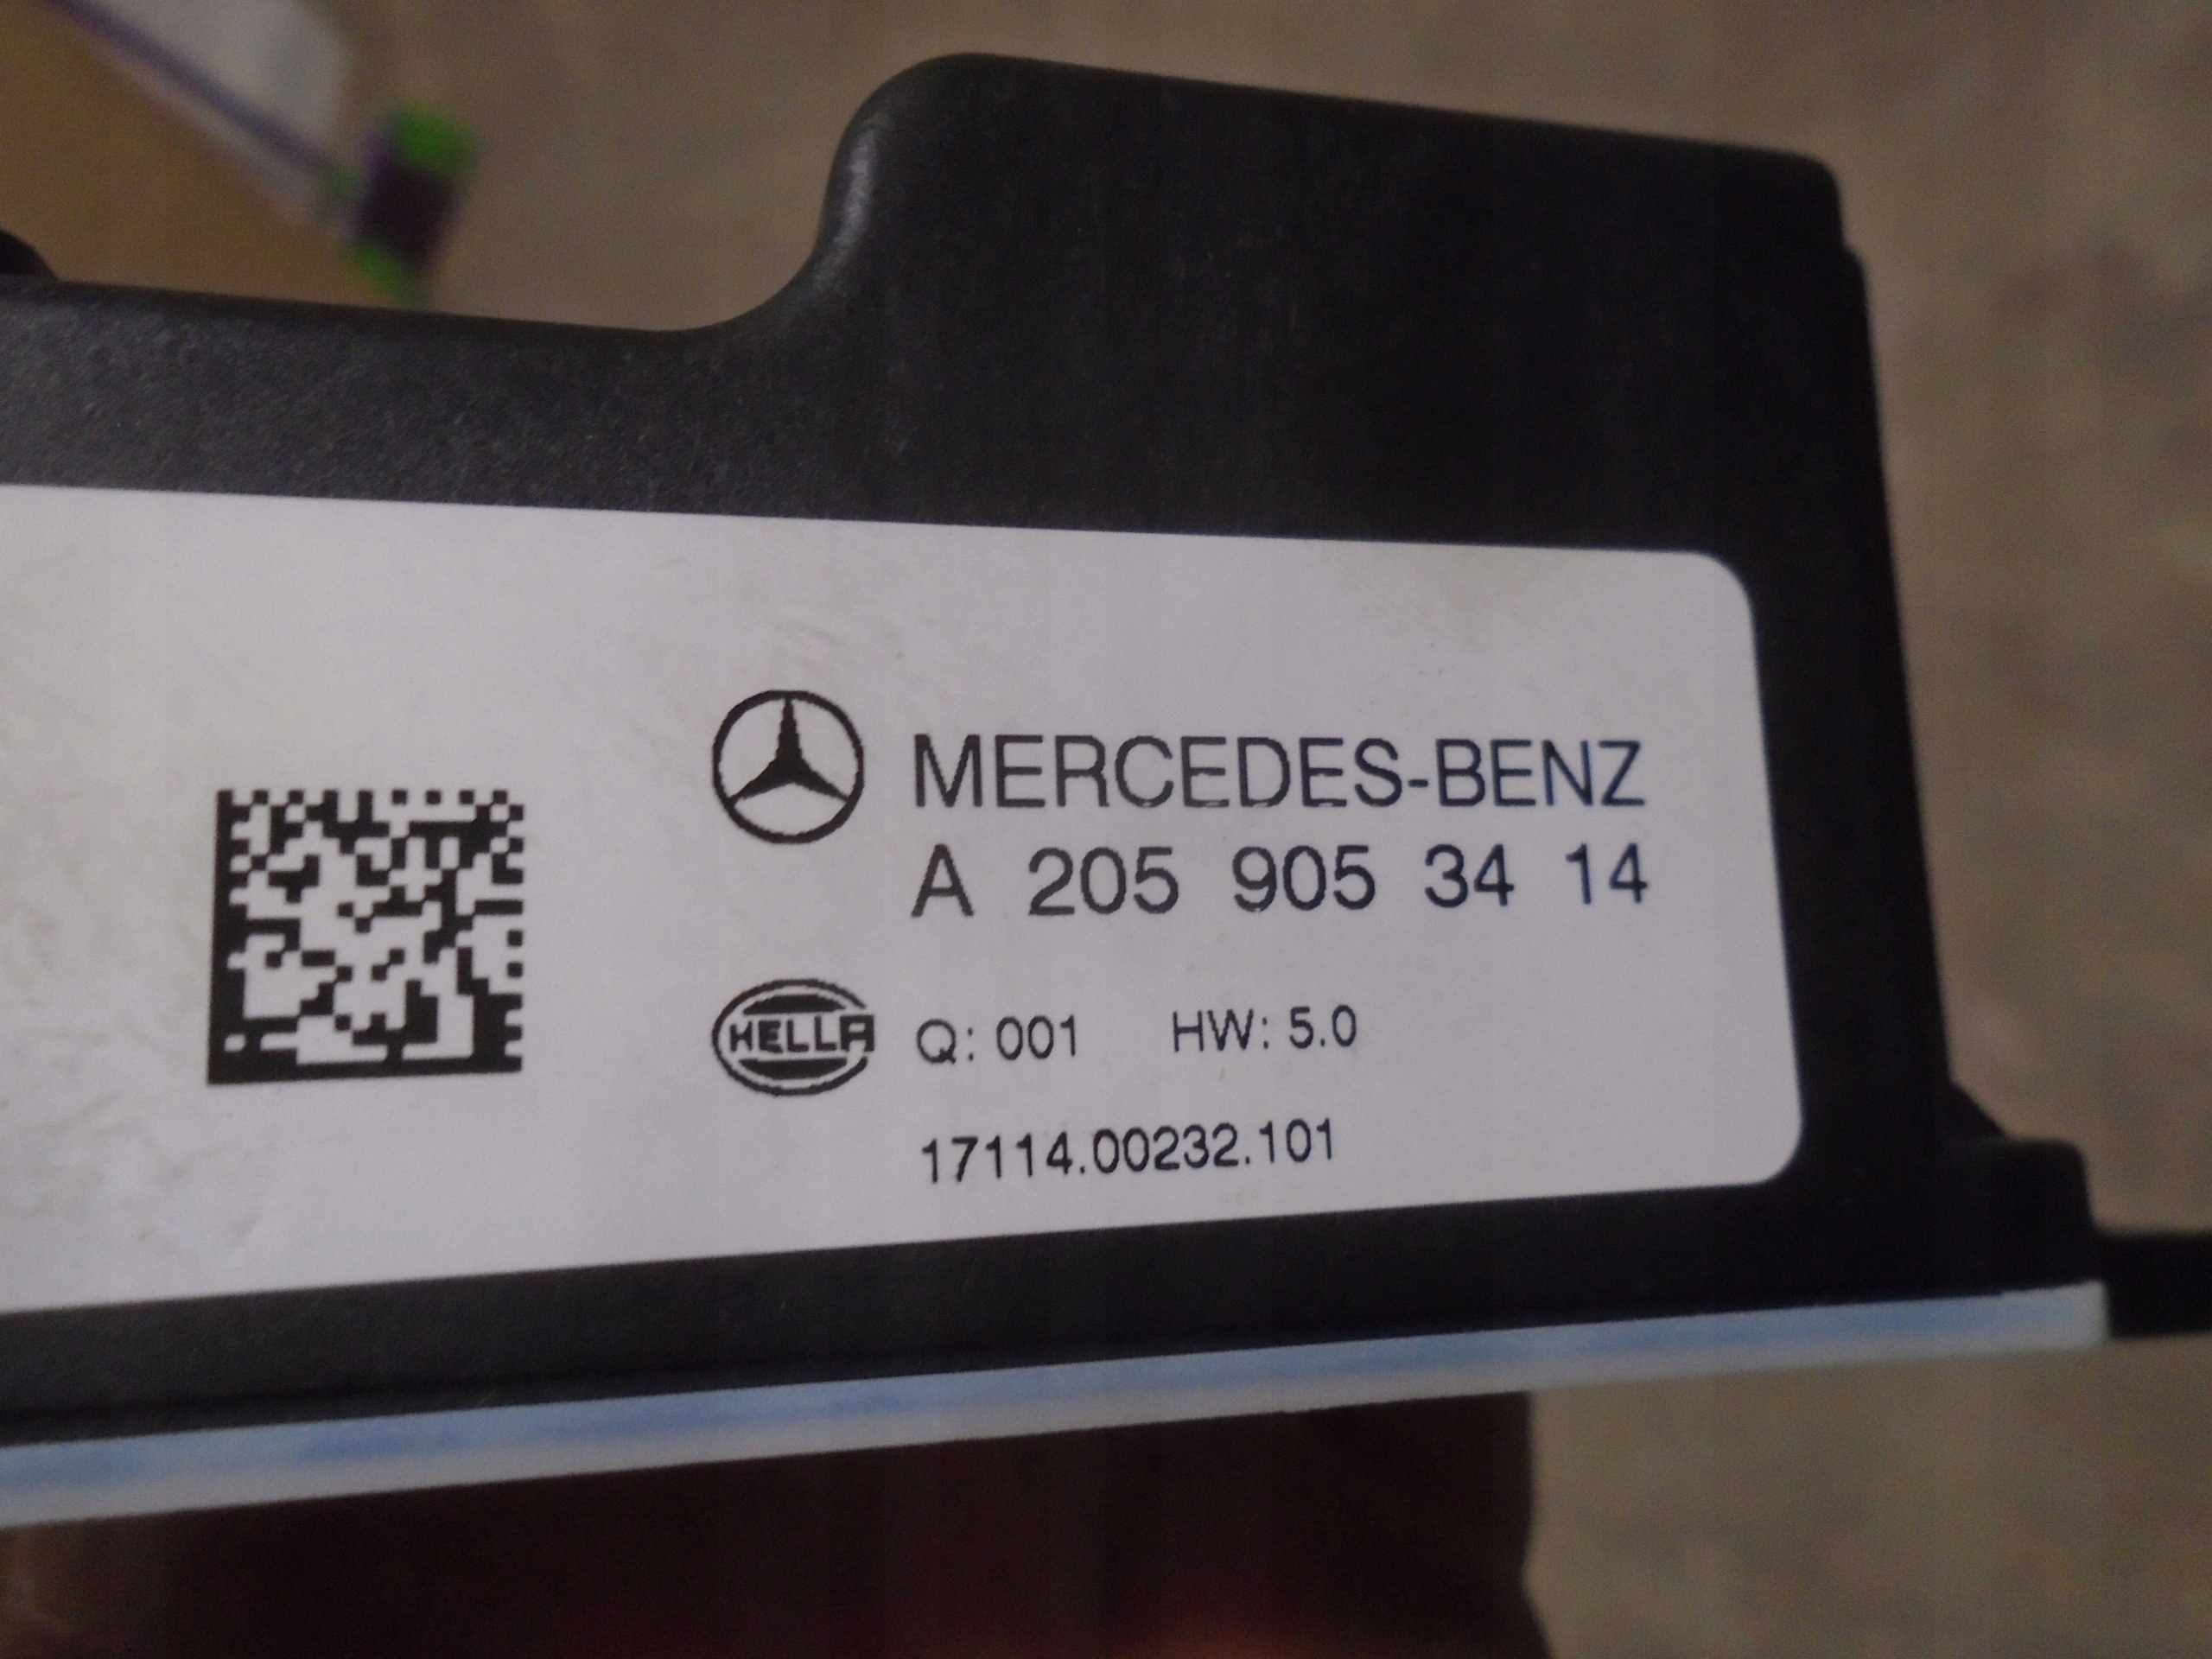 MERCEDES-BENZ
A 205 905 34 14
HELLA Q: 001 HW: 5.0
17114.00232.101